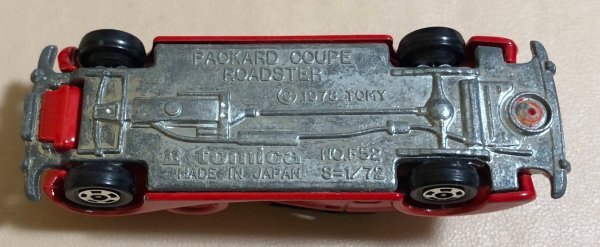 PACKARD COUPE
ROADSTER
© 1978 TOMY
tomica NO.F52
MADE IN JAPAN S=1/72